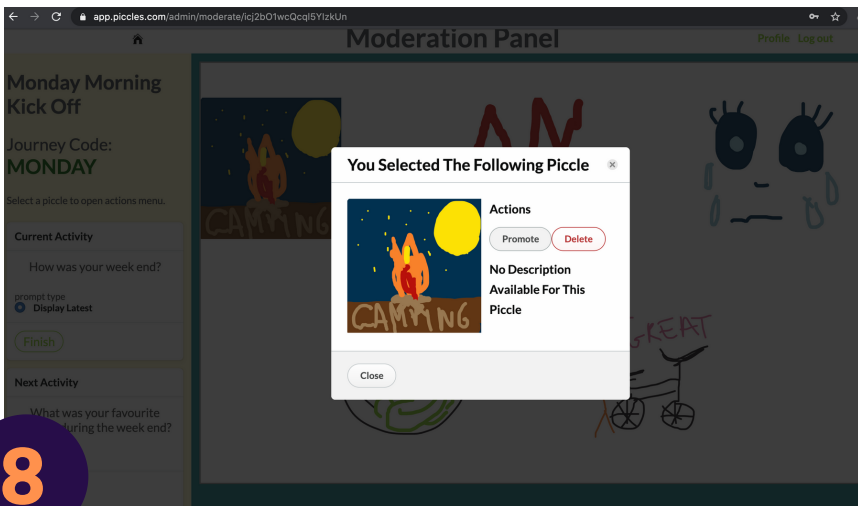 app.piccles.com/admin/moderate/icj2bO1wcQcqI5YIzkUn
Moderation Panel
Profile Log out
Monday Morning
Kick Off
Journey Code:
MONDAY
Select a piccle to open actions menu.
Current Activity
How was your week end?
prompt type
Display Latest
Finish
Next Activity
What was your favourite
during the week end?
8
CAMPING
AN
GREAT
You Selected The Following Piccle
CAMPING
Actions
Promote Delete
No Description
Available For This
Piccle
Close